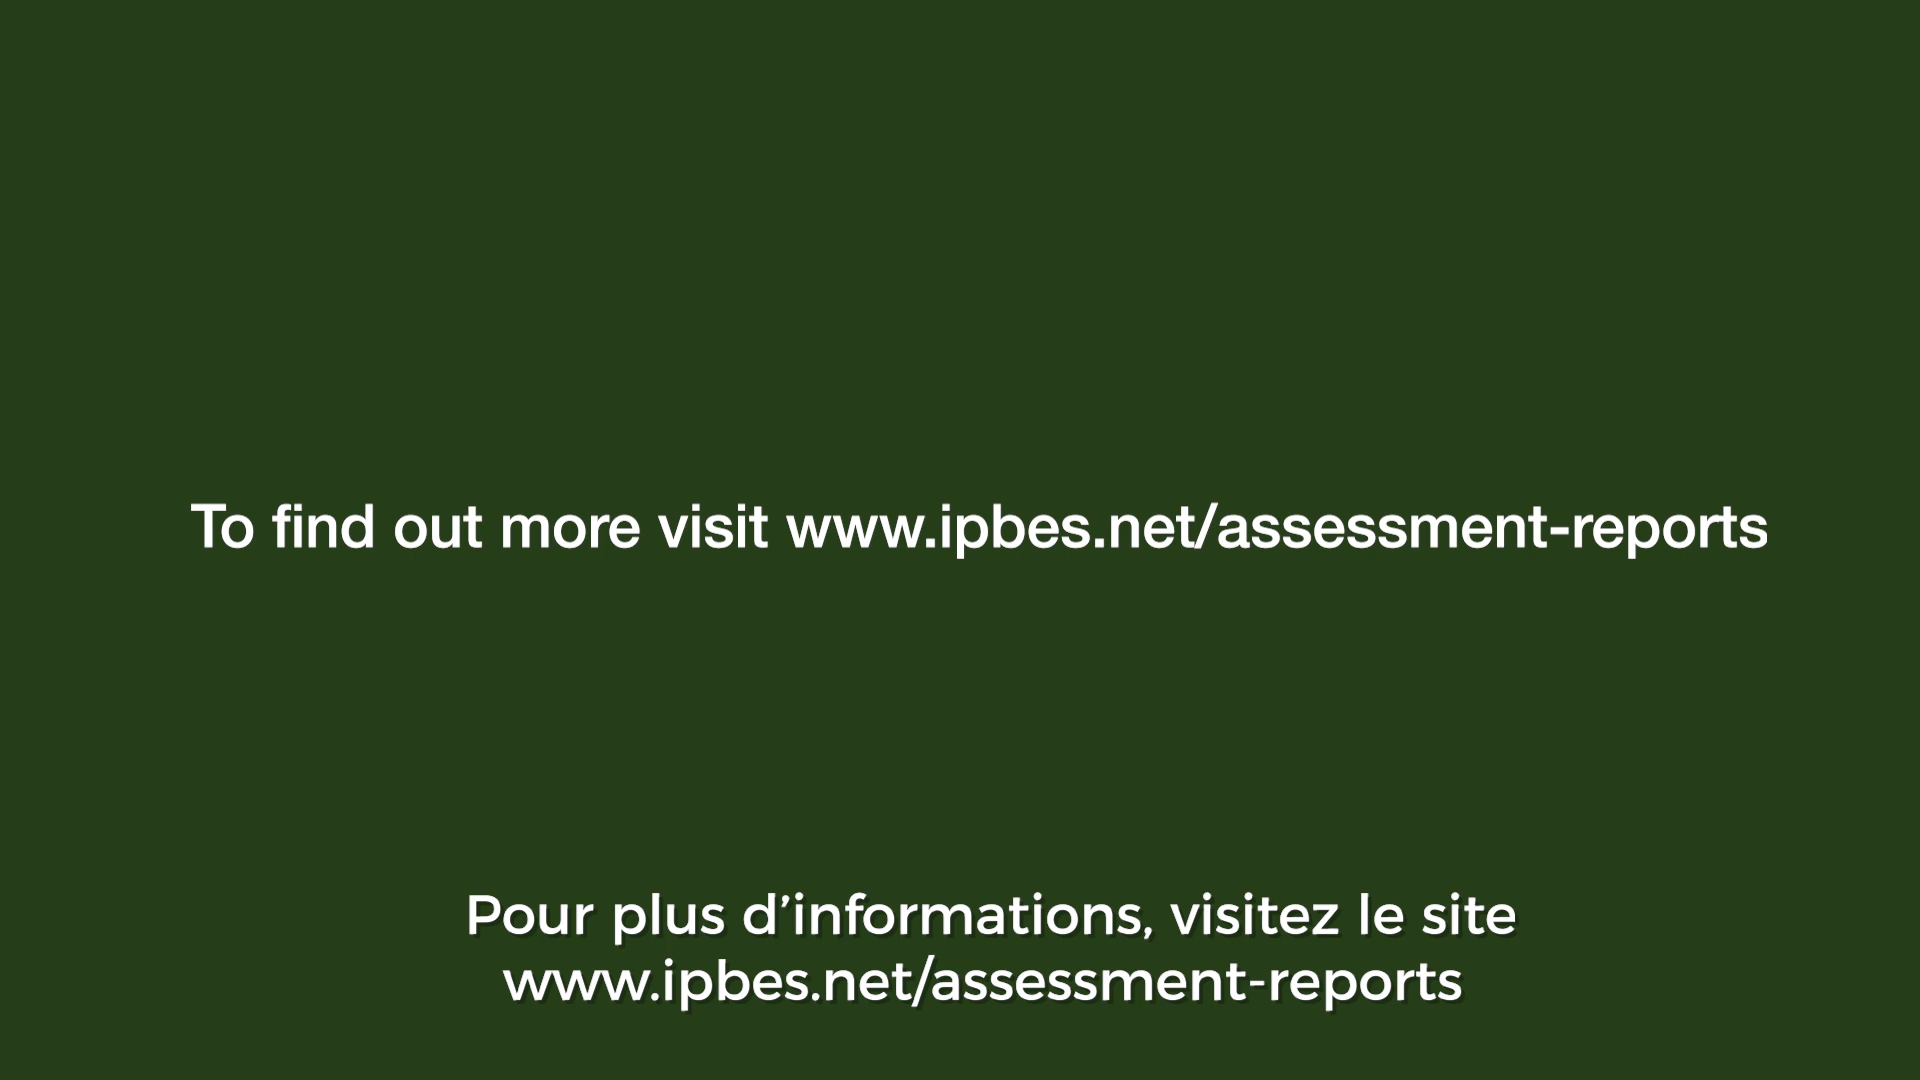 To find out more visit www.ipbes.net/assessment-reports
Pour plus d’informations, visitez le site
www.ipbes.net/assessment-reports